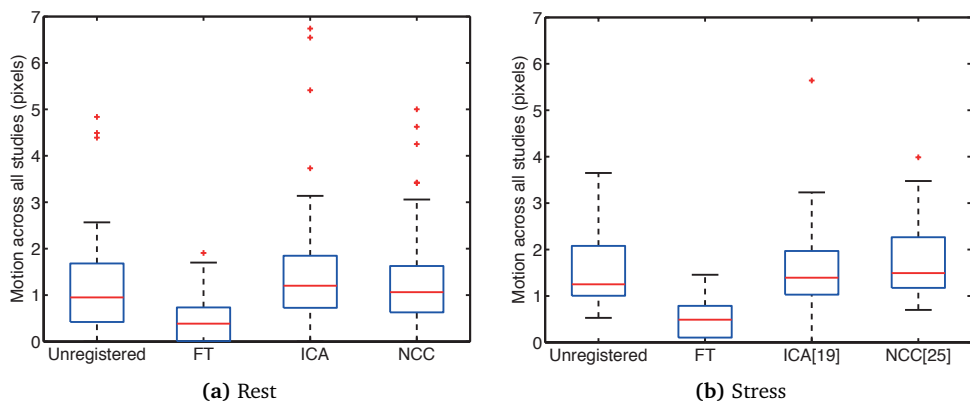 Motion across all studies (pixels)
7
6
5
4
3
2
1
0
Unregistered FT ICA NCC
(a) Rest
Motion across all studies (pixels)
7
6
5
4
3
2
1
0
Unregistered FT ICA[19] NCC[25]
(b) Stress